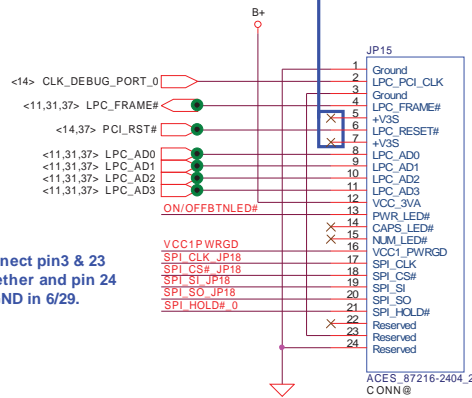 B+
JP15
<14> CLK_DEBUG_PORT_0
<11,31,37> LPC_FRAME#
<14,37> PCI_RST#
<11,31,37> LPC_AD0
<11,31,37> LPC_AD1
<11,31,37> LPC_AD2
<11,31,37> LPC_AD3
ON/OFFBTNLED#
VCC1PWRGD
SPI_CLK_JP18
SPI_CS#_JP18
SPI_SI_JP18
SPI_SO_JP18
SPI_HOLD#_0
1 Ground
2 LPC_PCI_CLK
3 Ground
4 LPC_FRAME#
5 +V3S
6 LPC_RESET#
7 +V3S
8 LPC_AD0
9 LPC_AD1
10 LPC_AD2
11 LPC_AD3
12 VCC_3VA
13 PWR_LED#
14 CAPS_LED#
15 NUM_LED#
16 VCC1_PWRGD
17 SPI_CLK
18 SPI_CS#
19 SPI_SI
20 SPI_SO
21 SPI_HOLD#
22 Reserved
23 Reserved
24 Reserved
nect pin3 & 23
ether and pin 24
ND in 6/29.
ACES_87216-2404_2
CONN@